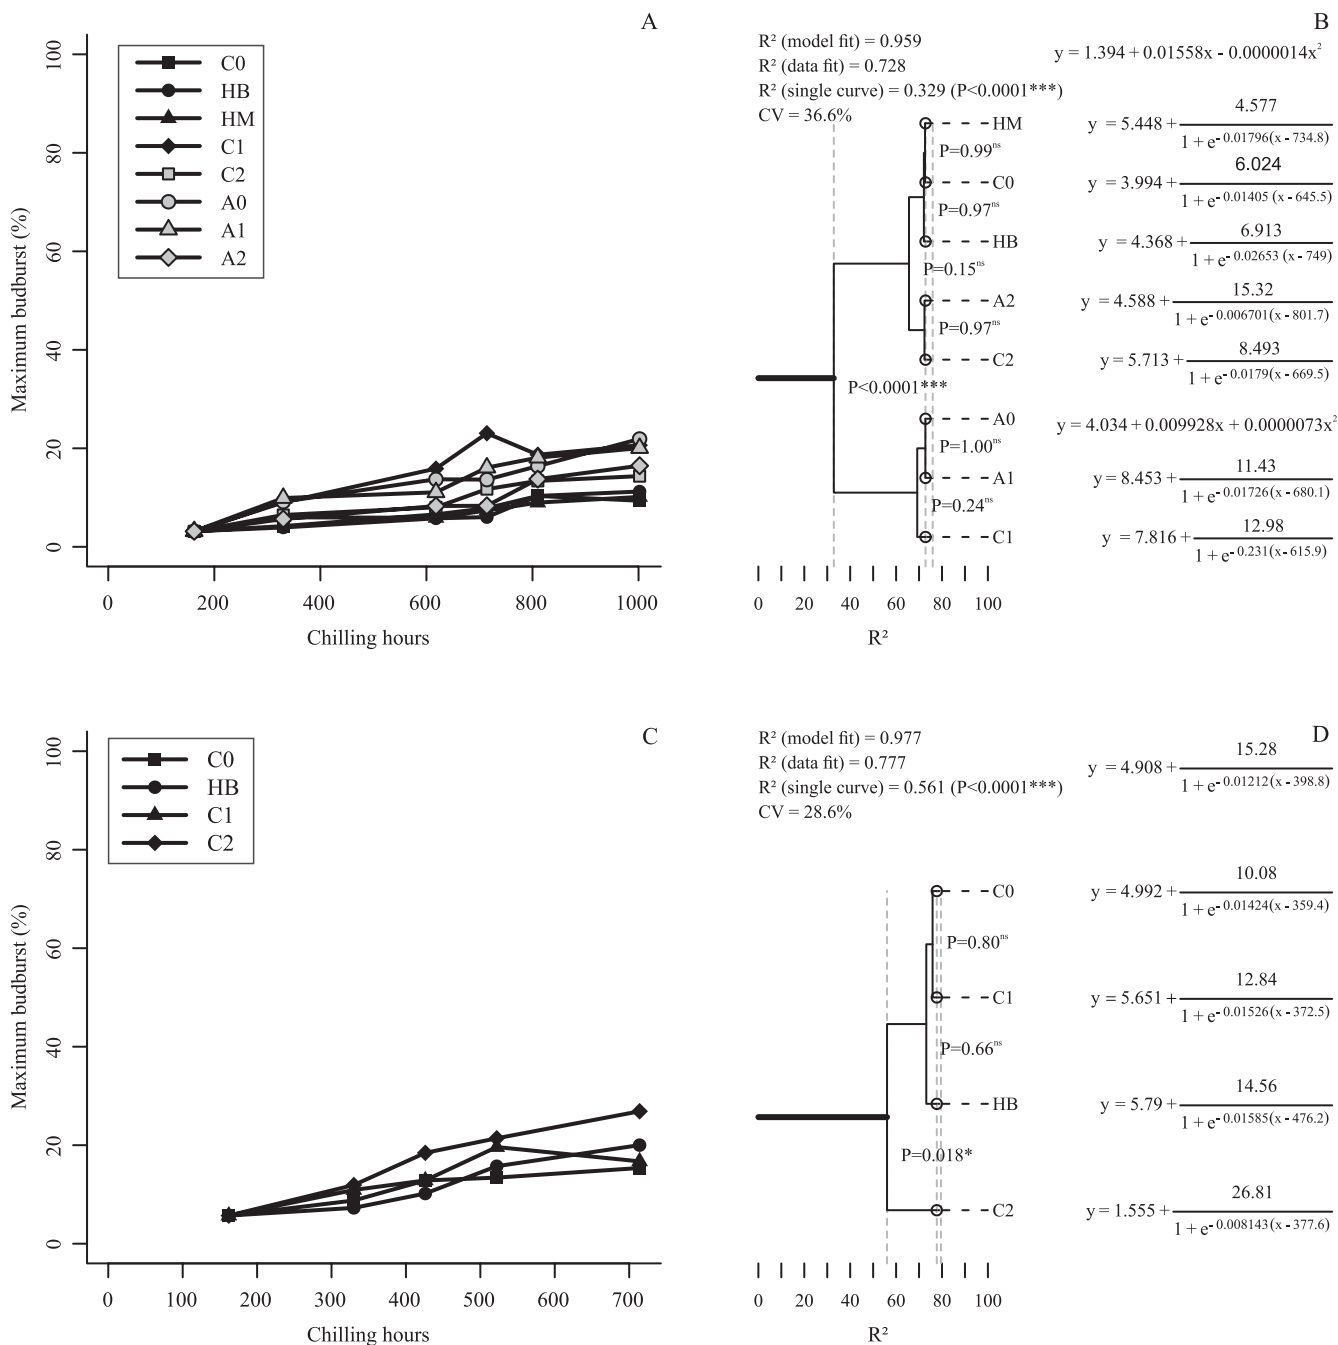 A
100
80
60
40
20
0
Maximum budburst (%)
C0
HB
HM
C1
C2
A0
A1
A2
0 200 400 600 800 1000
Chilling hours
B
R² (model fit) = 0.959
R² (data fit) = 0.728
R² (single curve) = 0.329 (P<0.0001***)
CV = 36.6%
y = 1.394 + 0.01558x - 0.0000014x²
HM
P=0.99ns
C0
P=0.97ns
HB
P=0.15ns
A2
P=0.97ns
C2
P<0.0001***
A0
P=1.00ns
A1
P=0.24ns
C1
4.577
y = 5.448 +
1 + e- 0.01796(x - 734.8)
6.024
y = 3.994 +
1 + e- 0.01405 (x - 645.5)
6.913
y = 4.368 +
1 + e- 0.02653 (x - 749)
15.32
y = 4.588 +
1 + e- 0.006701(x - 801.7)
8.493
y = 5.713 +
1 + e- 0.0179(x - 669.5)
y = 4.034 + 0.009928x + 0.0000073x²
11.43
y = 8.453 +
1 + e- 0.01726(x - 680.1)
12.98
y = 7.816 +
1 + e- 0.231(x - 615.9)
0 20 40 60 80 100
R²
C
100
80
60
40
20
0
Maximum budburst (%)
C0
HB
C1
C2
0 100 200 300 400 500 600 700
Chilling hours
D
R² (model fit) = 0.977
R² (data fit) = 0.777
R² (single curve) = 0.561 (P<0.0001***)
CV = 28.6%
15.28
y = 4.908 +
1 + e- 0.01212(x - 398.8)
C0
P=0.80ns
C1
P=0.66ns
HB
P=0.018*
C2
10.08
y = 4.992 +
1 + e- 0.01424(x - 359.4)
12.84
y = 5.651 +
1 + e- 0.01526(x - 372.5)
14.56
y = 5.79 +
1 + e- 0.01585(x - 476.2)
26.81
y = 1.555 +
1 + e- 0.008143(x - 377.6)
0 20 40 60 80 100
R²